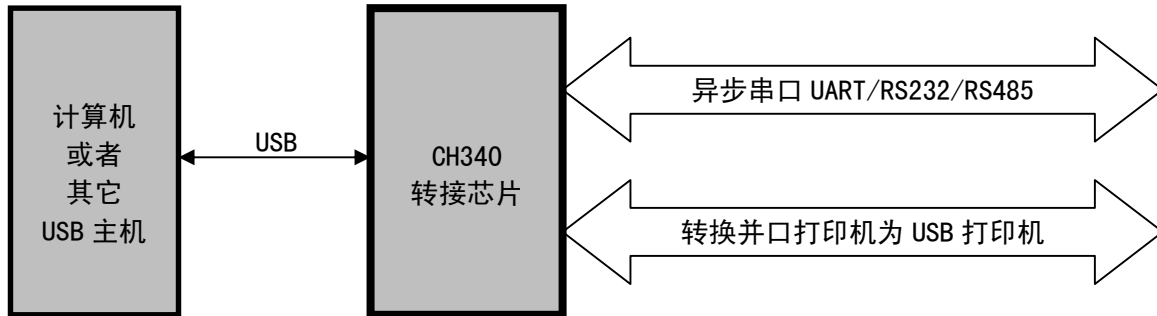 计算机
或者
其它
USB 主机
USB
CH340
转接芯片
异步串口 UART/RS232/RS485
转换并口打印机为 USB 打印机